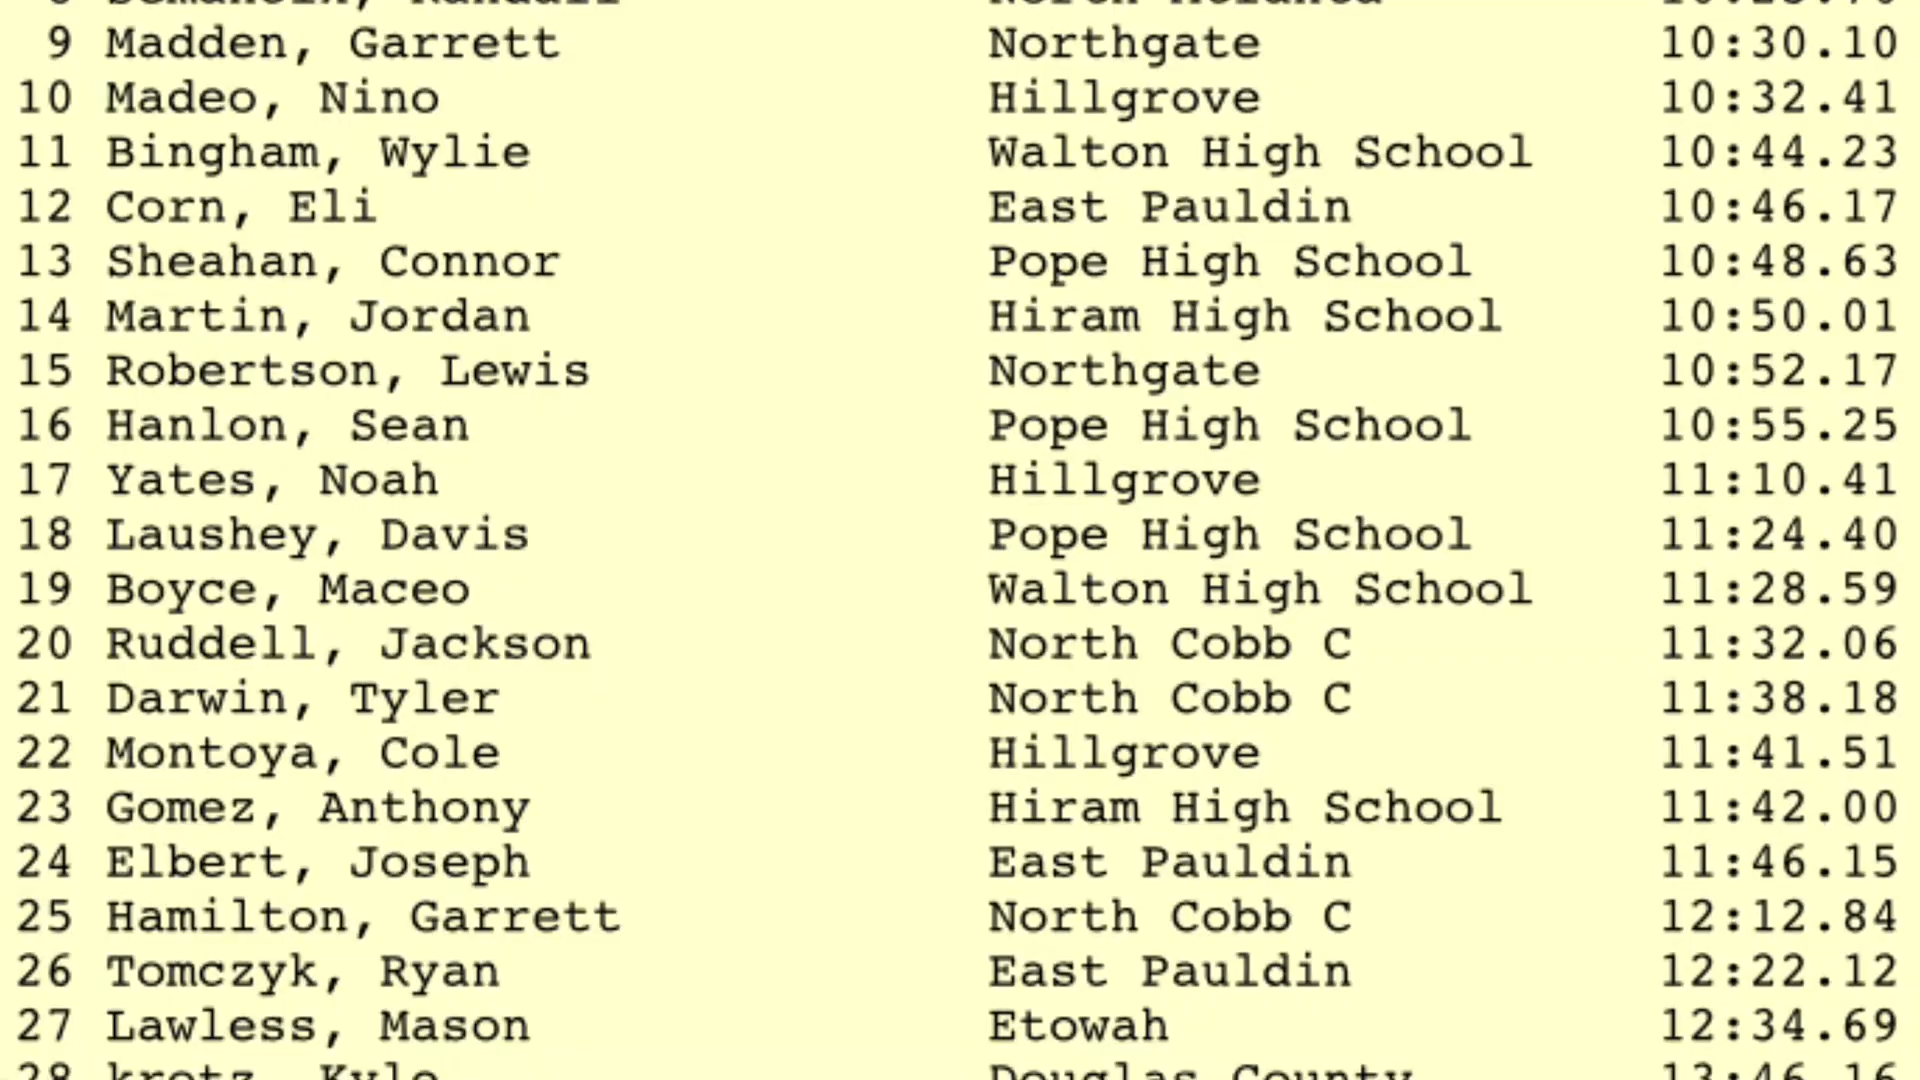 9 Madden, Garrett Northgate 10:30.10
10 Madeo, Nino Hillgrove 10:32.41
11 Bingham, Wylie Walton High School 10:44.23
12 Corn, Eli East Pauldin 10:46.17
13 Sheahan, Connor Pope High School 10:48.63
14 Martin, Jordan Hiram High School 10:50.01
15 Robertson, Lewis Northgate 10:52.17
16 Hanlon, Sean Pope High School 10:55.25
17 Yates, Noah Hillgrove 11:10.41
18 Laushey, Davis Pope High School 11:24.40
19 Boyce, Maceo Walton High School 11:28.59
20 Ruddell, Jackson North Cobb C 11:32.06
21 Darwin, Tyler North Cobb C 11:38.18
22 Montoya, Cole Hillgrove 11:41.51
23 Gomez, Anthony Hiram High School 11:42.00
24 Elbert, Joseph East Pauldin 11:46.15
25 Hamilton, Garrett North Cobb C 12:12.84
26 Tomczyk, Ryan East Pauldin 12:22.12
27 Lawless, Mason Etowah 12:34.69
28 Kyle Douglas County 13:46.16